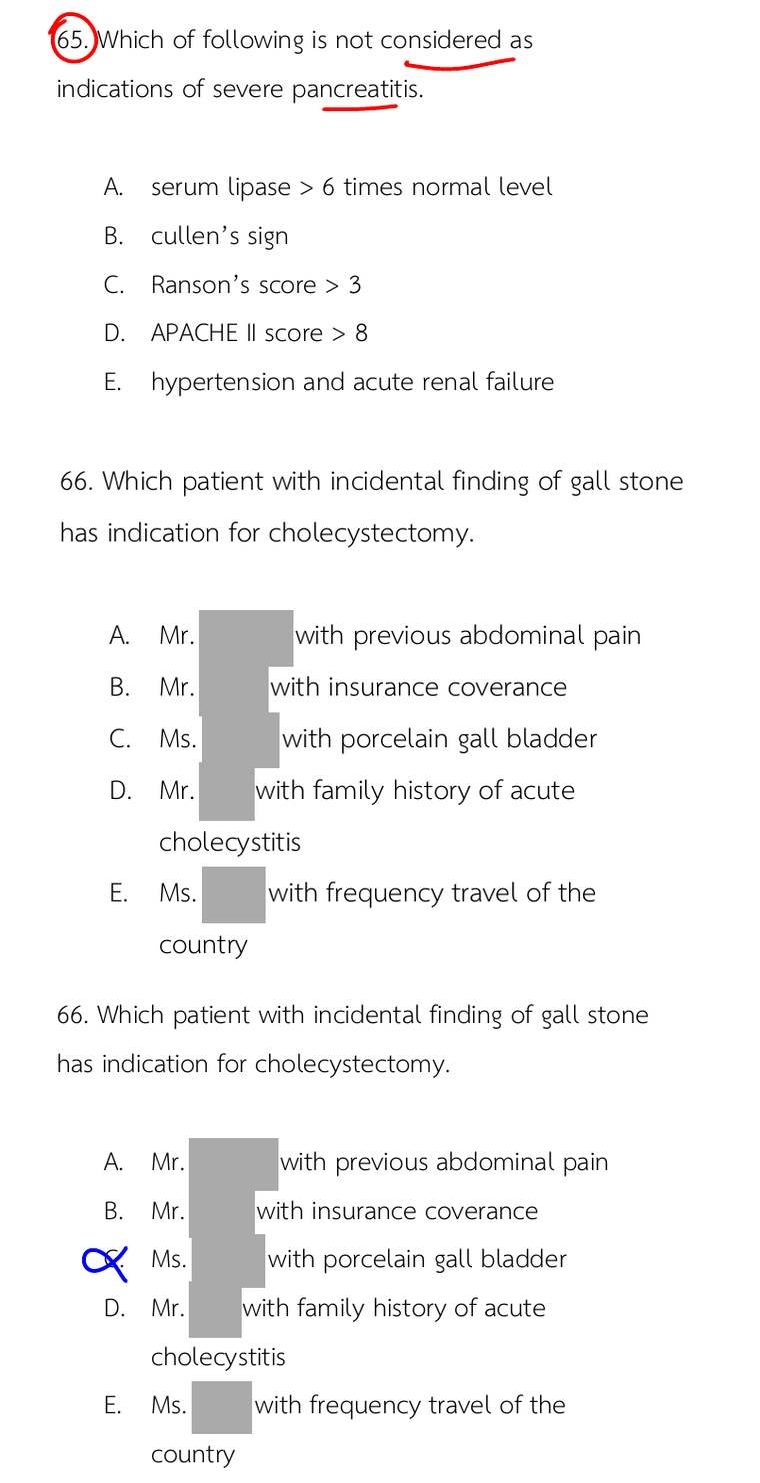 65. Which of following is not considered as
indications of severe pancreatitis.
A. serum lipase > 6 times normal level
B. cullen's sign
C. Ranson's score > 3
D. APACHE II score > 8
E. hypertension and acute renal failure
66. Which patient with incidental finding of gall stone
has indication for cholecystectomy.
A. Mr. with previous abdominal pain
B. Mr. with insurance coverance
C. Ms. with porcelain gall bladder
D. Mr. with family history of acute
cholecystitis
E. Ms. with frequency travel of the
country
66. Which patient with incidental finding of gall stone
has indication for cholecystectomy.
A. Mr. with previous abdominal pain
B. Mr. with insurance coverance
C. Ms. with porcelain gall bladder
D. Mr. with family history of acute
cholecystitis
E. Ms. with frequency travel of the
country